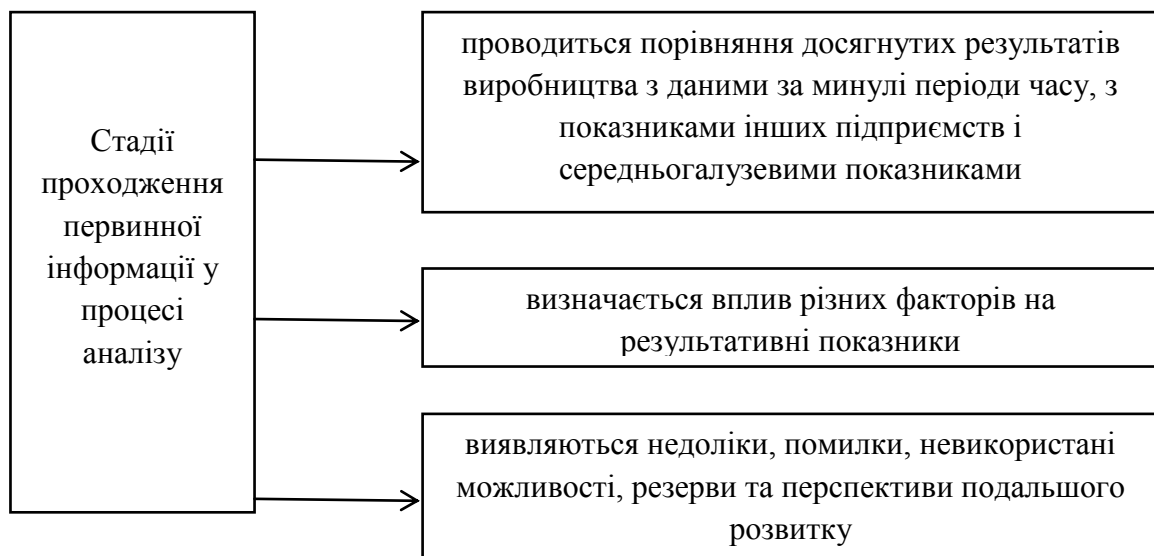 Стадії
проходження
первинної
інформації у
процесі
аналізу
проводиться порівняння досягнутих результатів
виробництва з даними за минулі періоди часу, з
показниками інших підприємств і
середньогалузевими показниками
визначається вплив різних факторів на
результативні показники
виявляються недоліки, помилки, невикористані
можливості, резерви та перспективи подальшого
розвитку